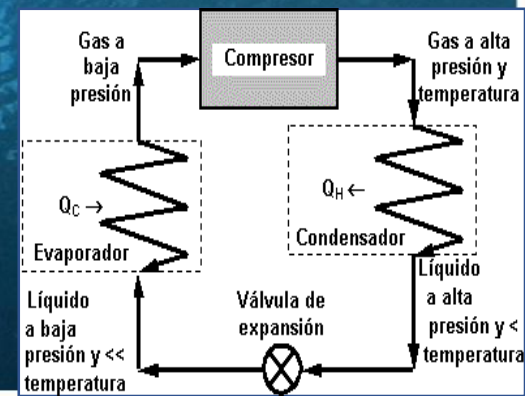 Gas a
baja
presión
Compresor
Gas a alta
presión y
temperatura
Q_C →
Evaporador
Q_H ←
Condensador
Líquido
a baja
presión y <<
temperatura
Válvula de
expansión
Líquido
a alta
presión y <
temperatura